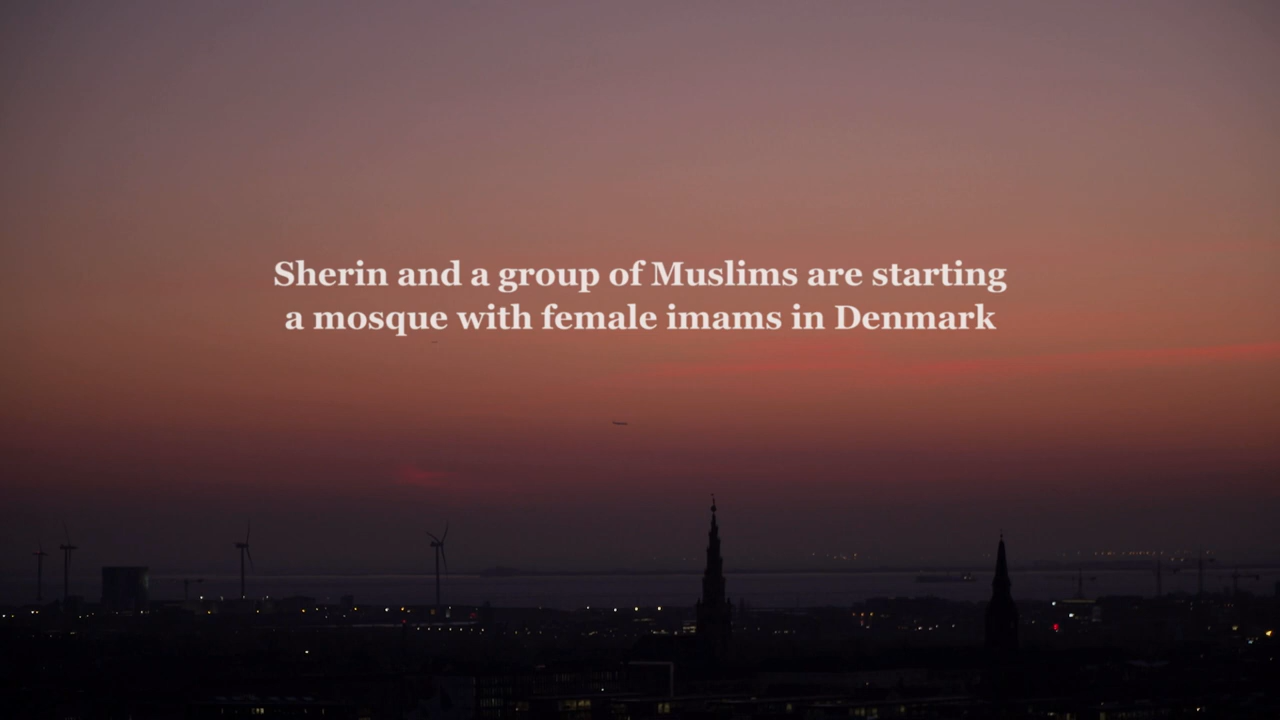 Sherin and a group of Muslims are starting
a mosque with female imams in Denmark